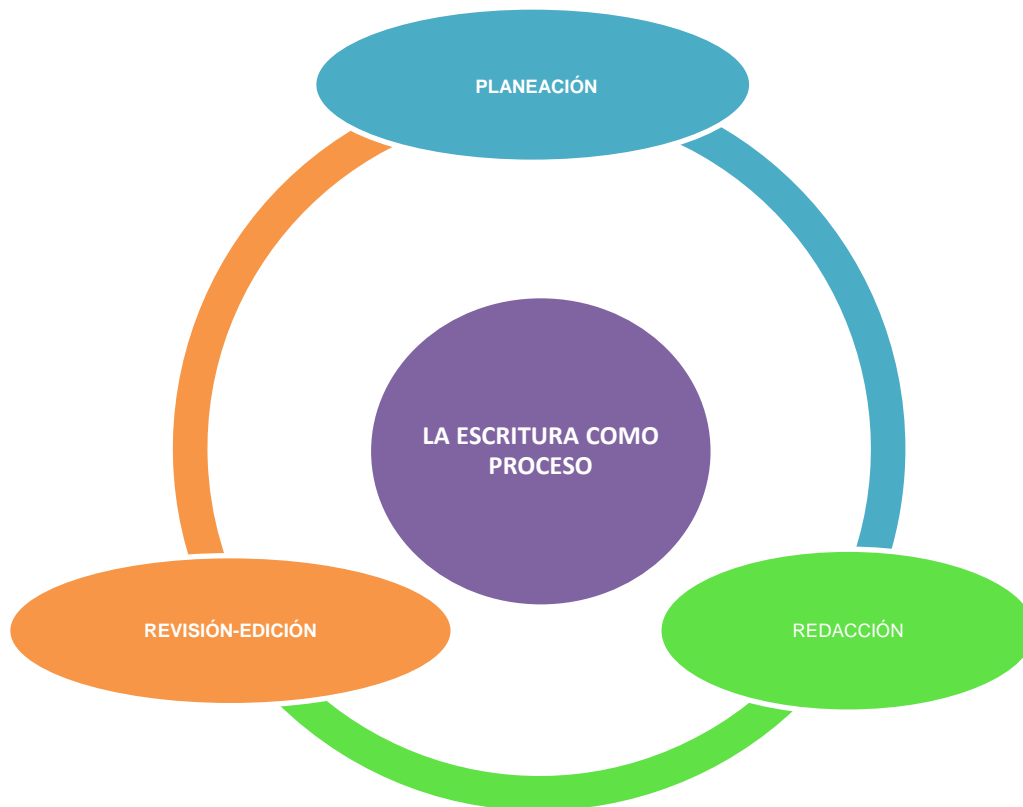 PLANEACIÓN
LA ESCRITURA COMO
PROCESO
REVISIÓN-EDICIÓN
REDACCIÓN